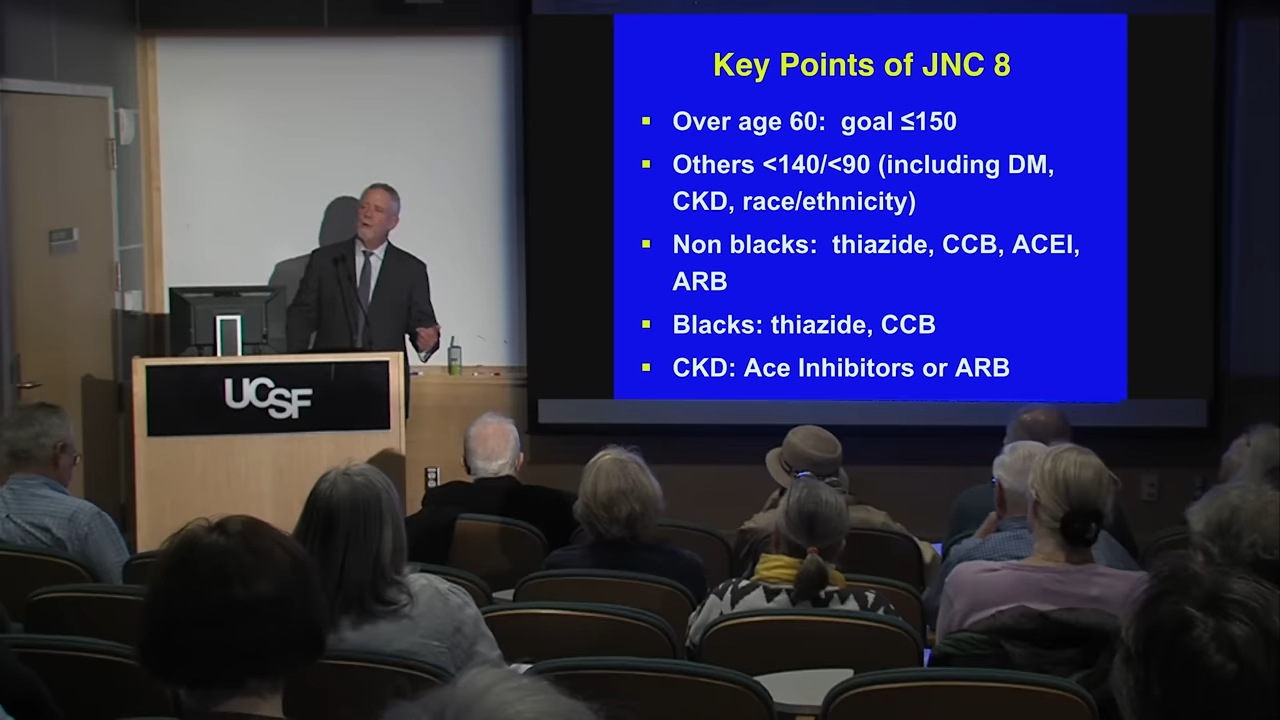 Key Points of JNC 8
Over age 60:  goal ≤150
Others <140/<90 (including DM,
CKD, race/ethnicity)
Non blacks:  thiazide, CCB, ACEI,
ARB
Blacks: thiazide, CCB
CKD: Ace Inhibitors or ARB
UCSF